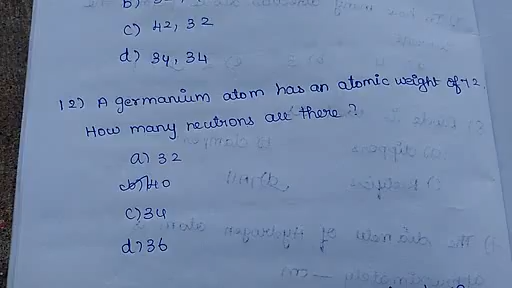 c) 42, 32
d) 34, 34
12) A germanium atom has an atomic weight of 72.
How many neutrons are there?
a) 32
b) 40
c) 34
d) 36